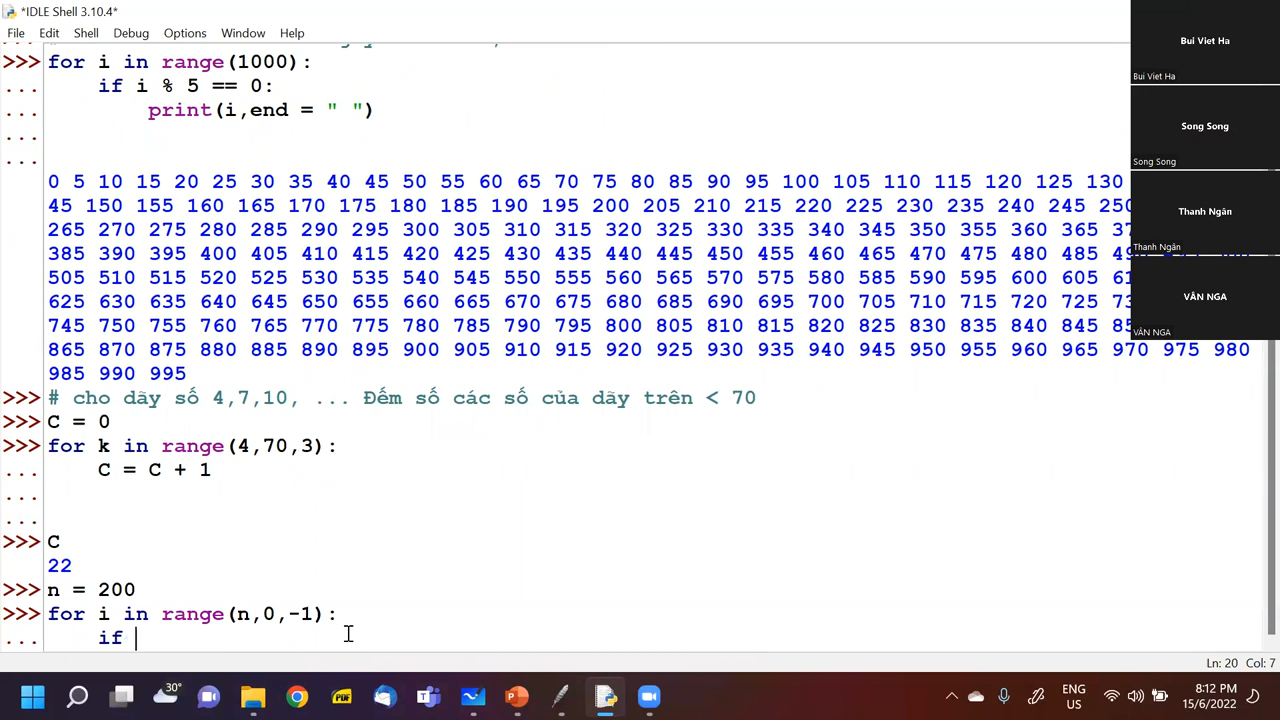 *IDLE Shell 3.10.4*
File Edit Shell Debug Options Window Help
>>> for i in range(1000):
... if i % 5 == 0:
... print(i,end = " ")
...
...
0 5 10 15 20 25 30 35 40 45 50 55 60 65 70 75 80 85 90 95 100 105 110 115 120 125 130
45 150 155 160 165 170 175 180 185 190 195 200 205 210 215 220 225 230 235 240 245 250
265 270 275 280 285 290 295 300 305 310 315 320 325 330 335 340 345 350 355 360 365
385 390 395 400 405 410 415 420 425 430 435 440 445 450 455 460 465 470 475 480 485
505 510 515 520 525 530 535 540 545 550 555 560 565 570 575 580 585 590 595 600 605
625 630 635 640 645 650 655 660 665 670 675 680 685 690 695 700 705 710 715 720 725
745 750 755 760 765 770 775 780 785 790 795 800 805 810 815 820 825 830 835 840 845
865 870 875 880 885 890 895 900 905 910 915 920 925 930 935 940 945 950 955 960 965 970 975 980
985 990 995
>>> # cho dãy số 4,7,10, ... Đếm số các số của dãy trên < 70
>>> C = 0
>>> for k in range(4,70,3):
... C = C + 1
...
...
>>> C
22
>>> n = 200
>>> for i in range(n,0,-1):
... if
Bui Viet Ha
Bui Viet Ha
Song Song
Song Song
Thanh Ngân
Thanh Ngân
VÂN NGA
VÂN NGA
Ln: 20 Col: 7
30°
PDF
ENG
US
8:12 PM
15/6/2022